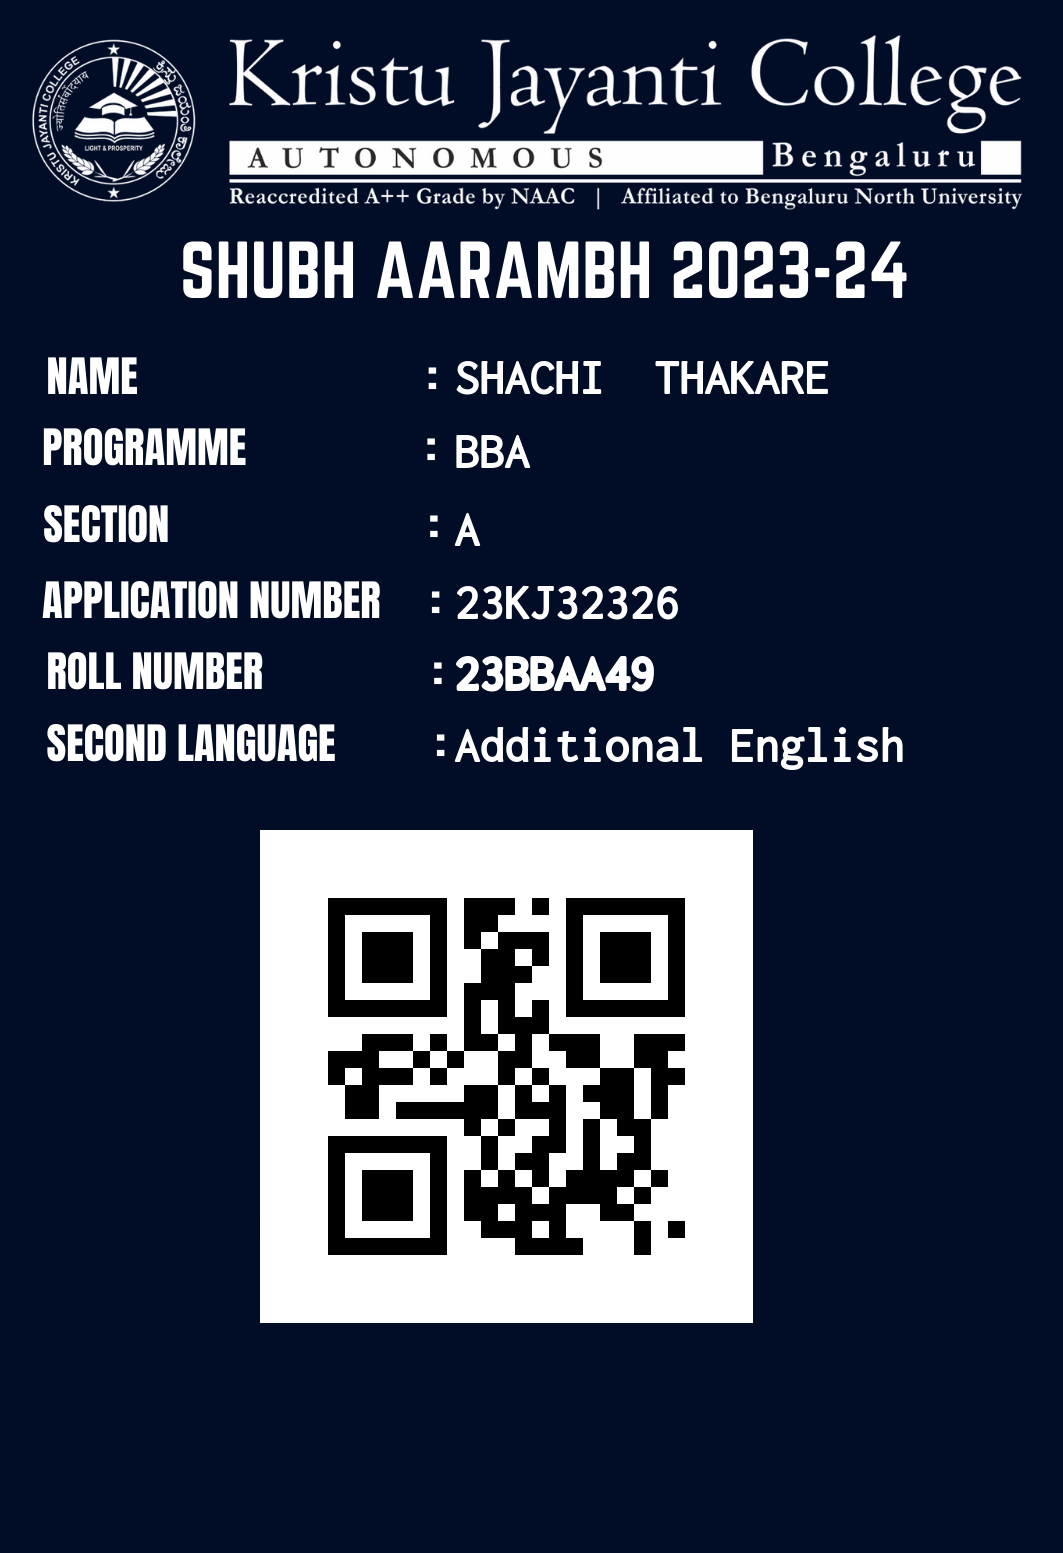 Kristu Jayanti College
AUTONOMOUS Bengaluru
Reaccredited A++ Grade by NAAC | Affiliated to Bengaluru North University
KRISTU JAYANTI COLLEGE
LIGHT & PROSPERITY
SHUBH AARAMBH 2023-24
NAME : SHACHI THAKARE
PROGRAMME : BBA
SECTION : A
APPLICATION NUMBER : 23KJ32326
ROLL NUMBER : 23BBAA49
SECOND LANGUAGE : Additional English